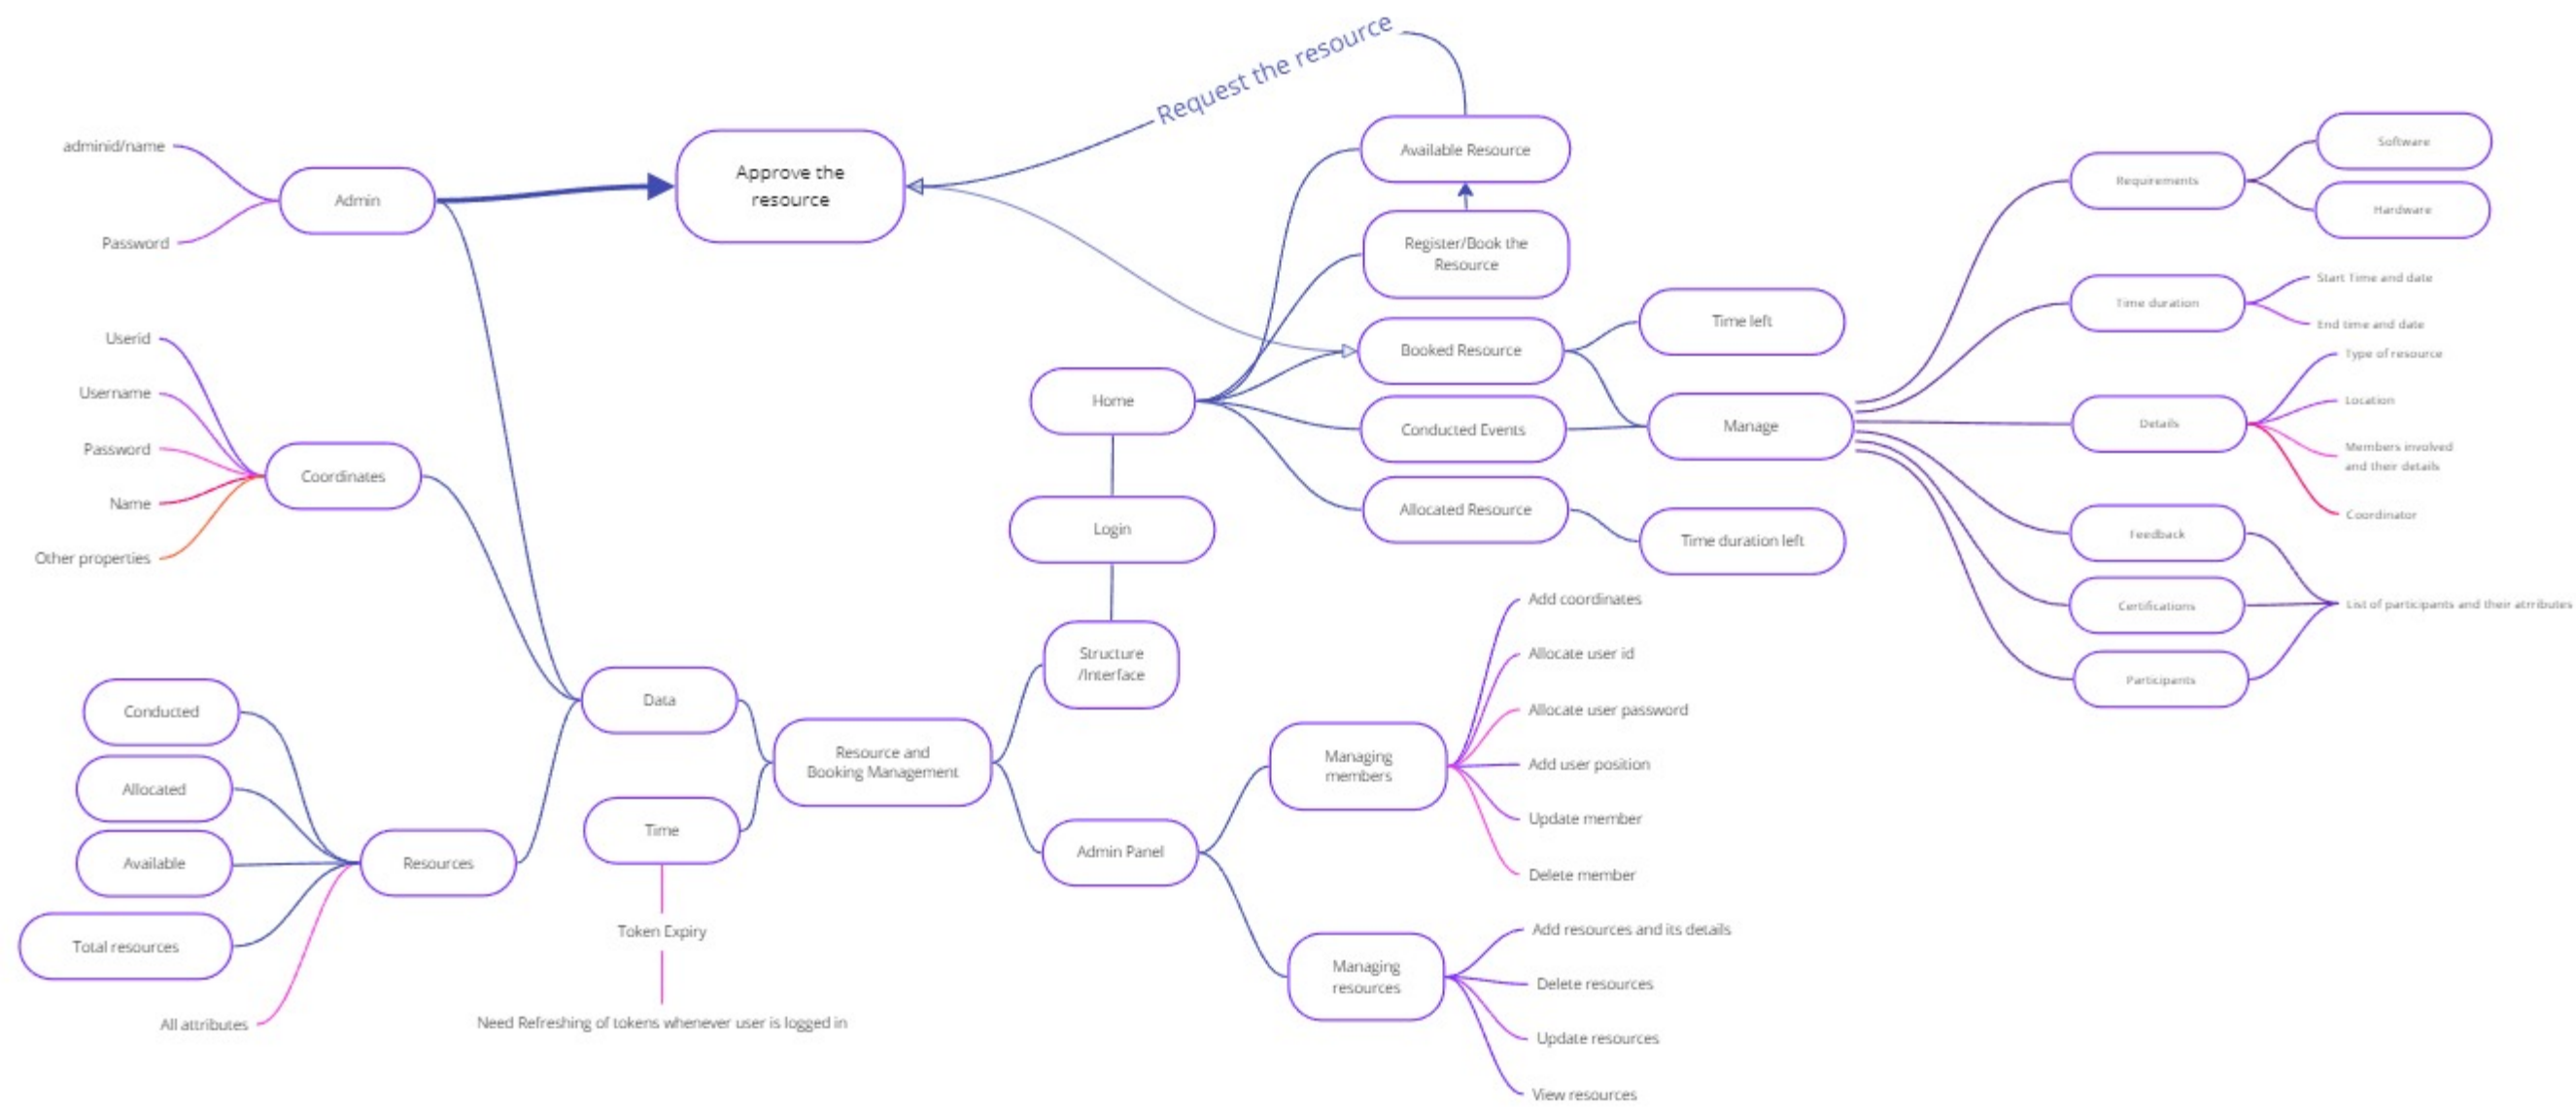 Request the resource
adminid/name
Admin
Password
Approve the
resource
Available Resource
Register/Book the
Resource
Booked Resource
Conducted Events
Allocated Resource
Time left
Manage
Time duration left
Requirements
Software
Hardware
Time duration
Start Time and date
End time and date
Details
Type of resource
Location
Members involved
and their details
Coordinator
Feedback
Certifications
Participants
List of participants and their atrributes
Userid
Username
Password
Name
Other properties
Coordinates
Home
Login
Structure
/Interface
Data
Resource and
Booking Management
Time
Token Expiry
Need Refreshing of tokens whenever user is logged in
Conducted
Allocated
Available
Total resources
All attributes
Resources
Admin Panel
Managing
members
Add coordinates
Allocate user id
Allocate user password
Add user position
Update member
Delete member
Managing
resources
Add resources and its details
Delete resources
Update resources
View resources